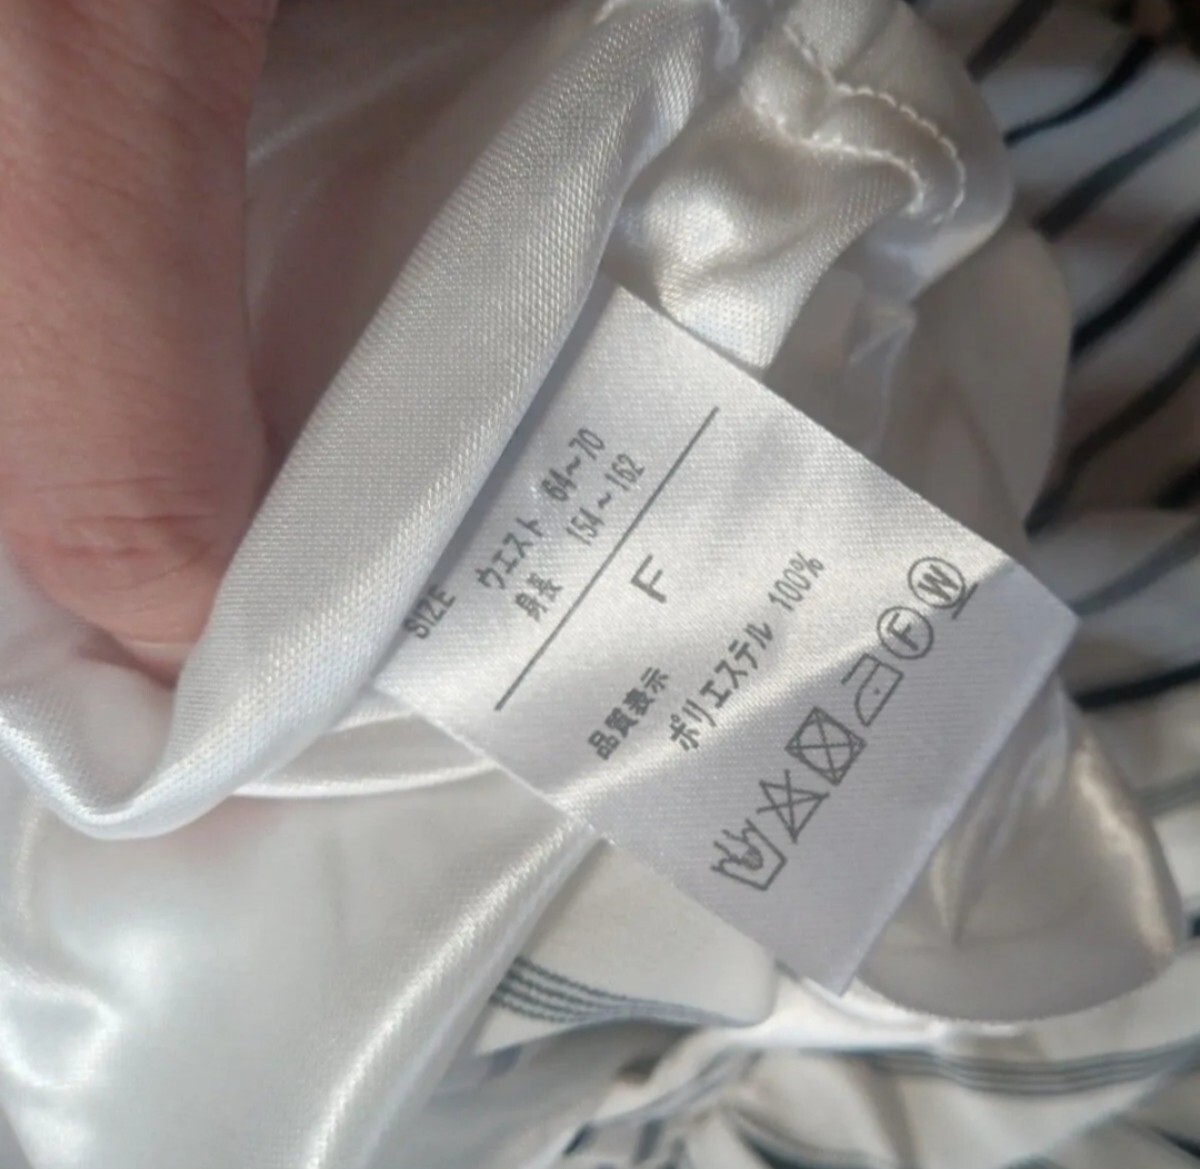 SIZE
ウエスト 64~70
身長 154~162
F
品質表示
ポリエステル 100%
F W